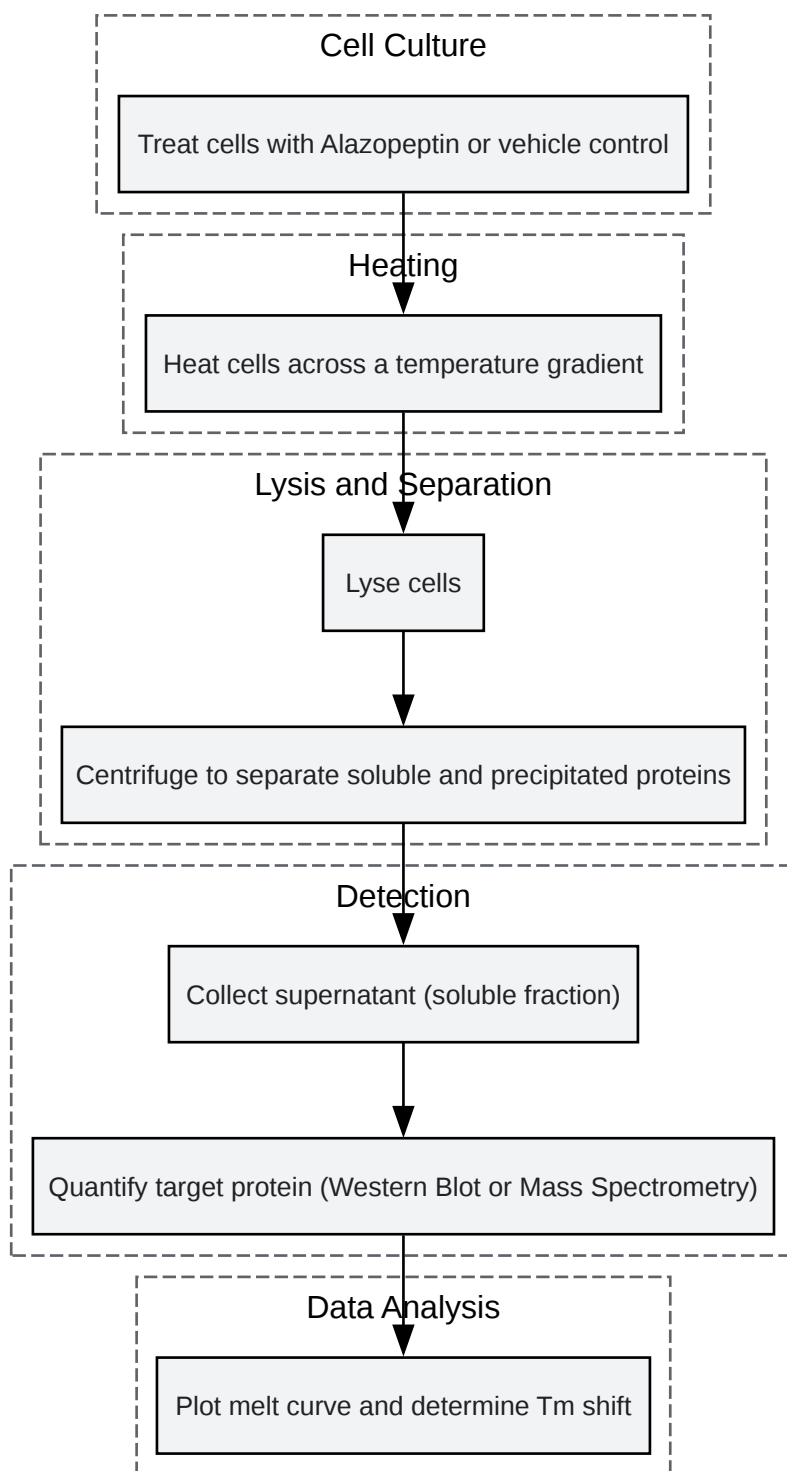 Cell Culture
Treat cells with Alazopeptin or vehicle control
Heating
Heat cells across a temperature gradient
Lysis and Separation
Lyse cells
Centrifuge to separate soluble and precipitated proteins
Detection
Collect supernatant (soluble fraction)
Quantify target protein (Western Blot or Mass Spectrometry)
Data Analysis
Plot melt curve and determine Tm shift